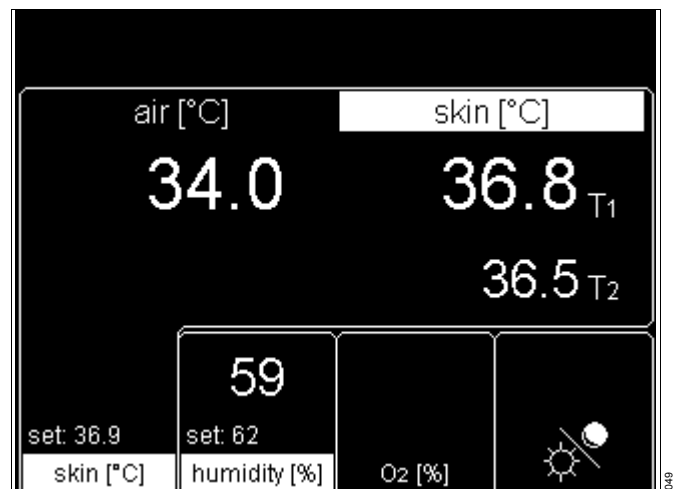 air [°C] skin [°C]
34.0 36.8 T1
36.5 T2
59
set: 36.9 set: 62
skin [°C] humidity [%] O2 [%]
049